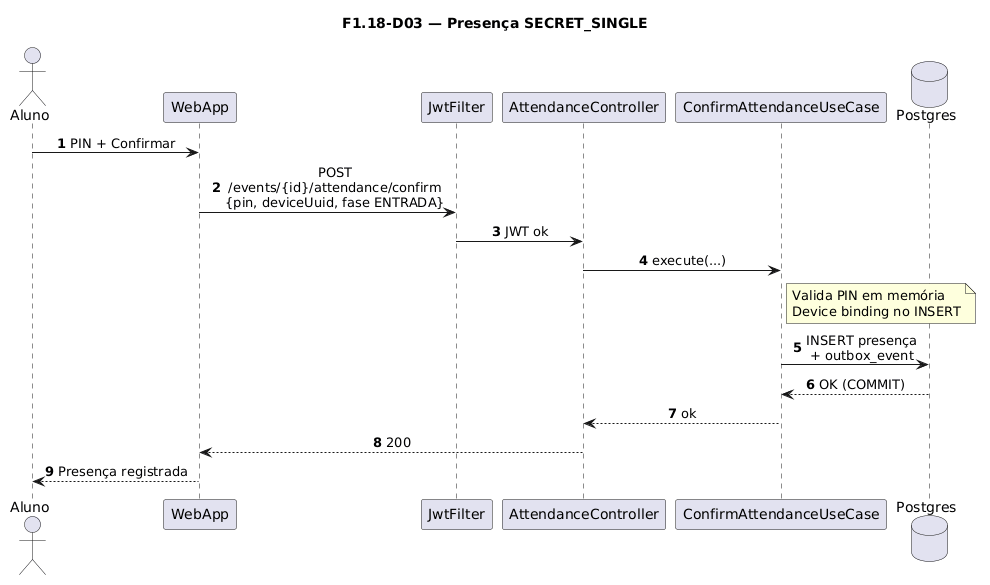 F1.18-D03 — Presença SECRET_SINGLE
Aluno
WebApp
JwtFilter
AttendanceController
ConfirmAttendanceUseCase
Postgres
1 PIN + Confirmar
POST
2 /events/{id}/attendance/confirm
{pin, deviceUuid, fase ENTRADA}
3 JWT ok
4 execute(...)
Valida PIN em memória
Device binding no INSERT
5 INSERT presença
+ outbox_event
6 OK (COMMIT)
7 ok
8 200
9 Presença registrada
Aluno
WebApp
JwtFilter
AttendanceController
ConfirmAttendanceUseCase
Postgres